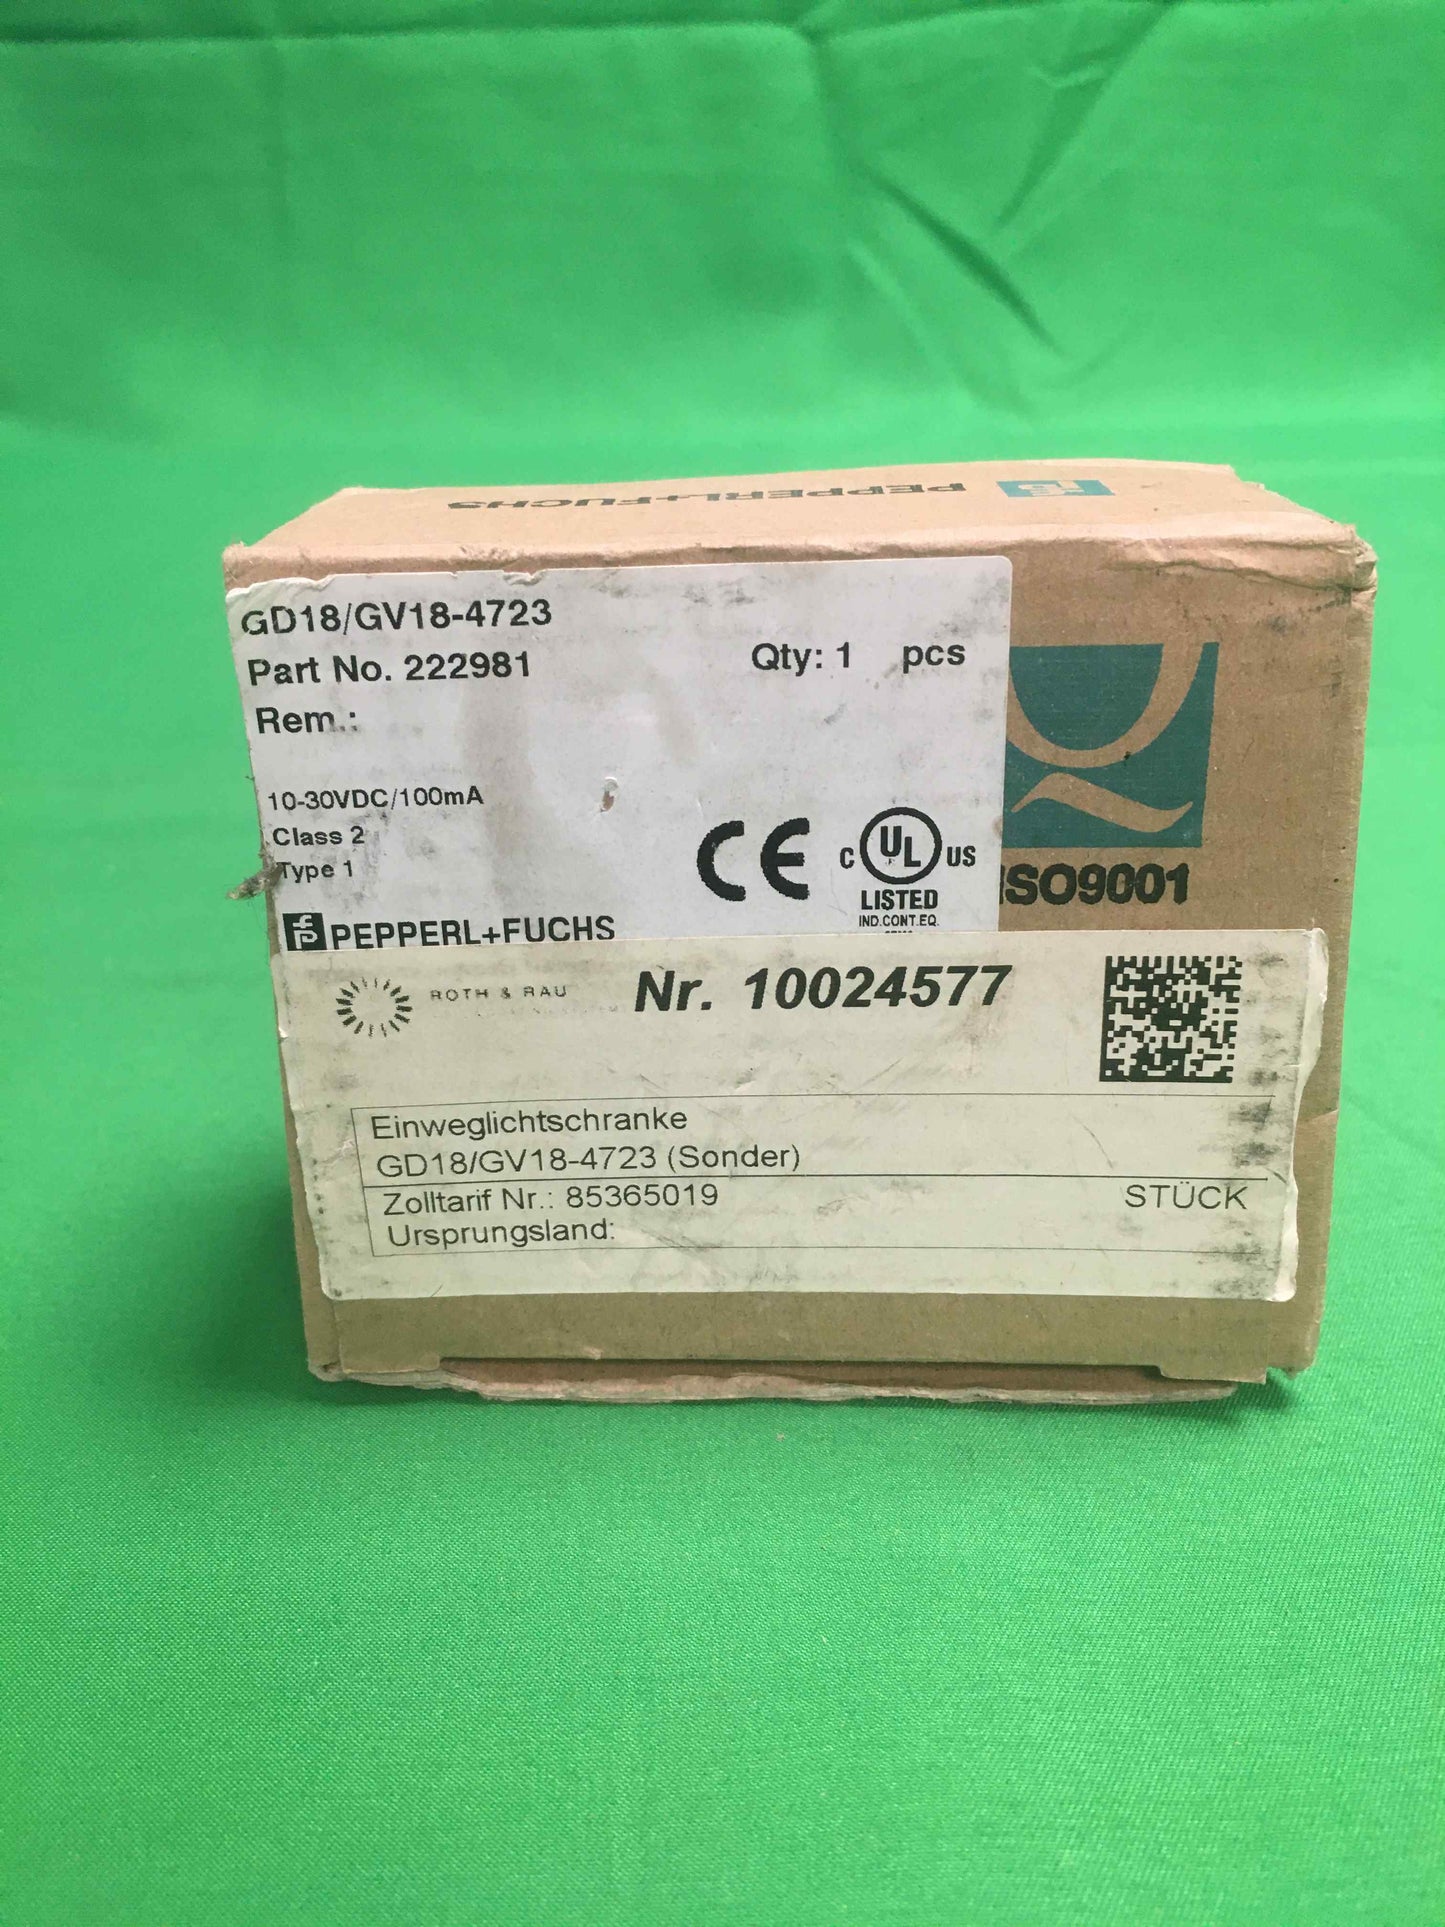 PEPPERL+FUCHS
GD18/GV18-4723
Part No. 222981
Qty: 1 pcs
Rem.:
10-30VDC/100mA
Class 2
Type 1
CE
C UL US
LISTED
IND.CONT.EQ.
ISO9001
PEPPERL+FUCHS
ROTH & RAU
Nr. 10024577
Einweglichtschranke
GD18/GV18-4723 (Sonder)
Zolltarif Nr.: 85365019
STÜCK
Ursprungsland: